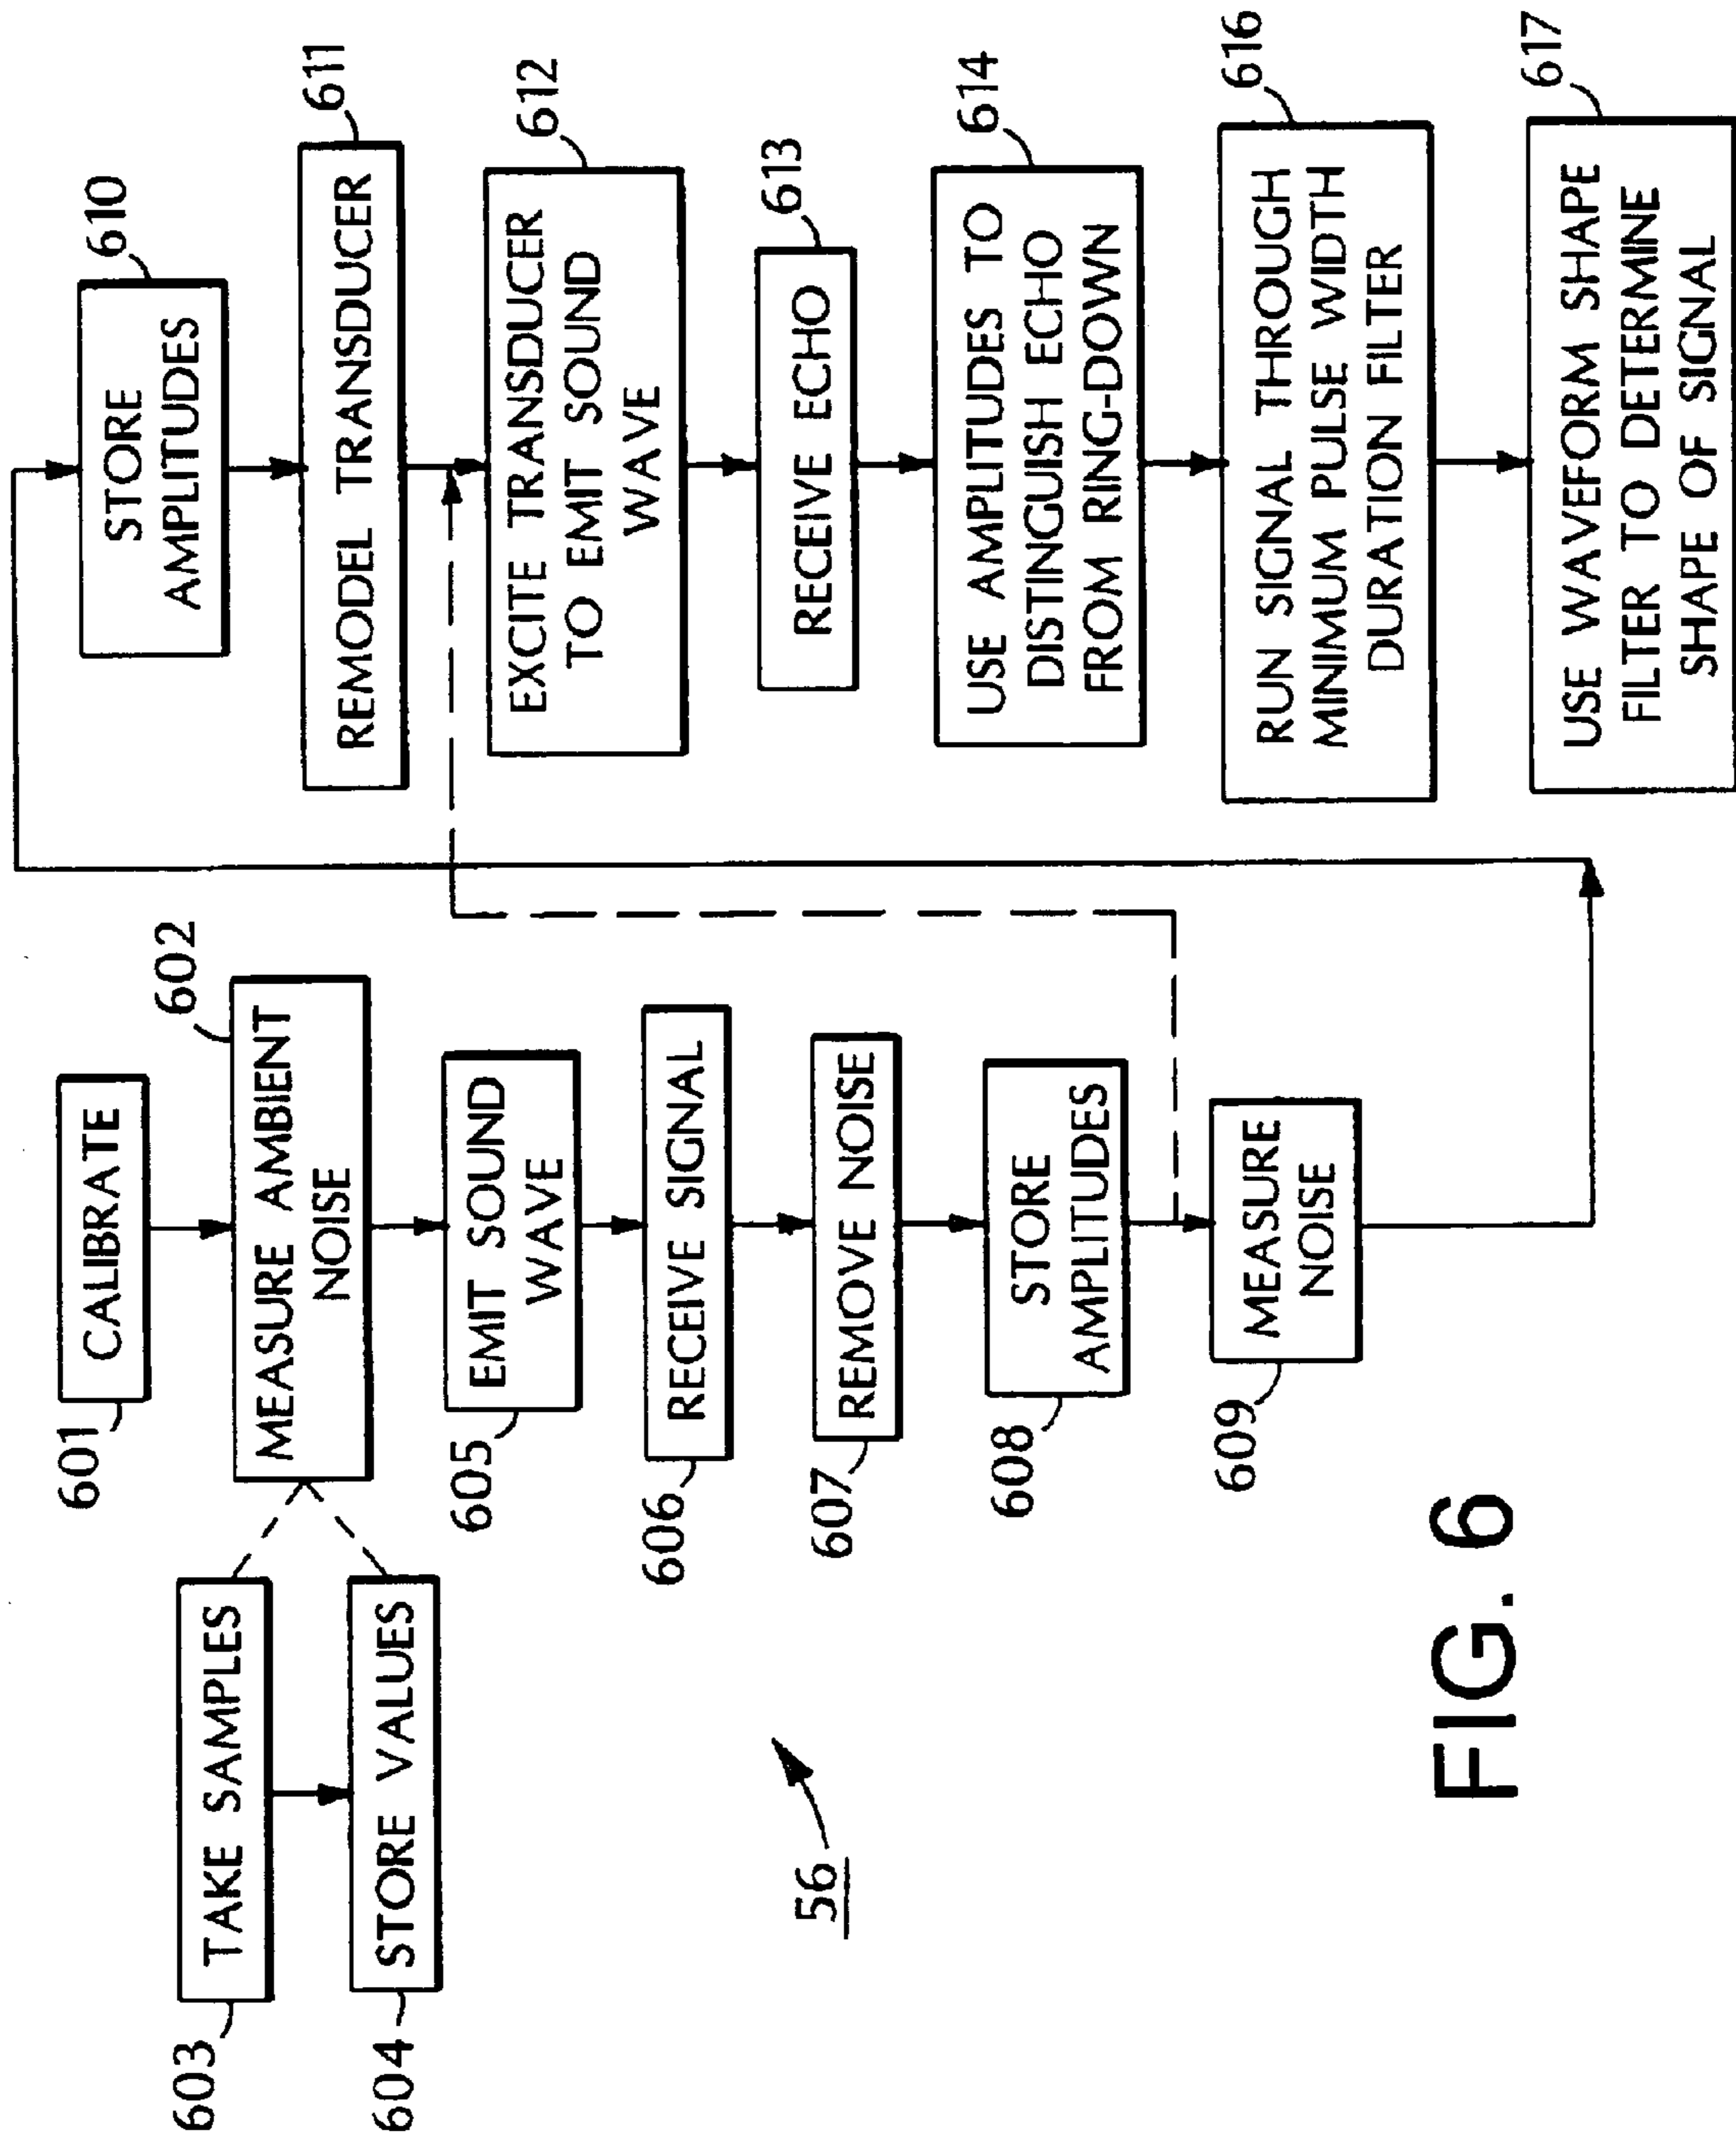 601
CALIBRATE
602
MEASURE AMBIENT
NOISE
603
TAKE SAMPLES
604
STORE VALUES
605
EMIT SOUND
WAVE
606
RECEIVE SIGNAL
607
REMOVE NOISE
608
STORE
AMPLITUDES
609
MEASURE
NOISE
610
STORE
AMPLITUDES
611
REMODEL TRANSDUCER
612
EXCITE TRANSDUCER
TO EMIT SOUND
WAVE
613
RECEIVE ECHO
614
USE AMPLITUDES TO
DISTINGUISH ECHO
FROM RING-DOWN
616
RUN SIGNAL THROUGH
MINIMUM PULSE WIDTH
DURATION FILTER
617
USE WAVEFORM SHAPE
FILTER TO DETERMINE
SHAPE OF SIGNAL
56
FIG. 6